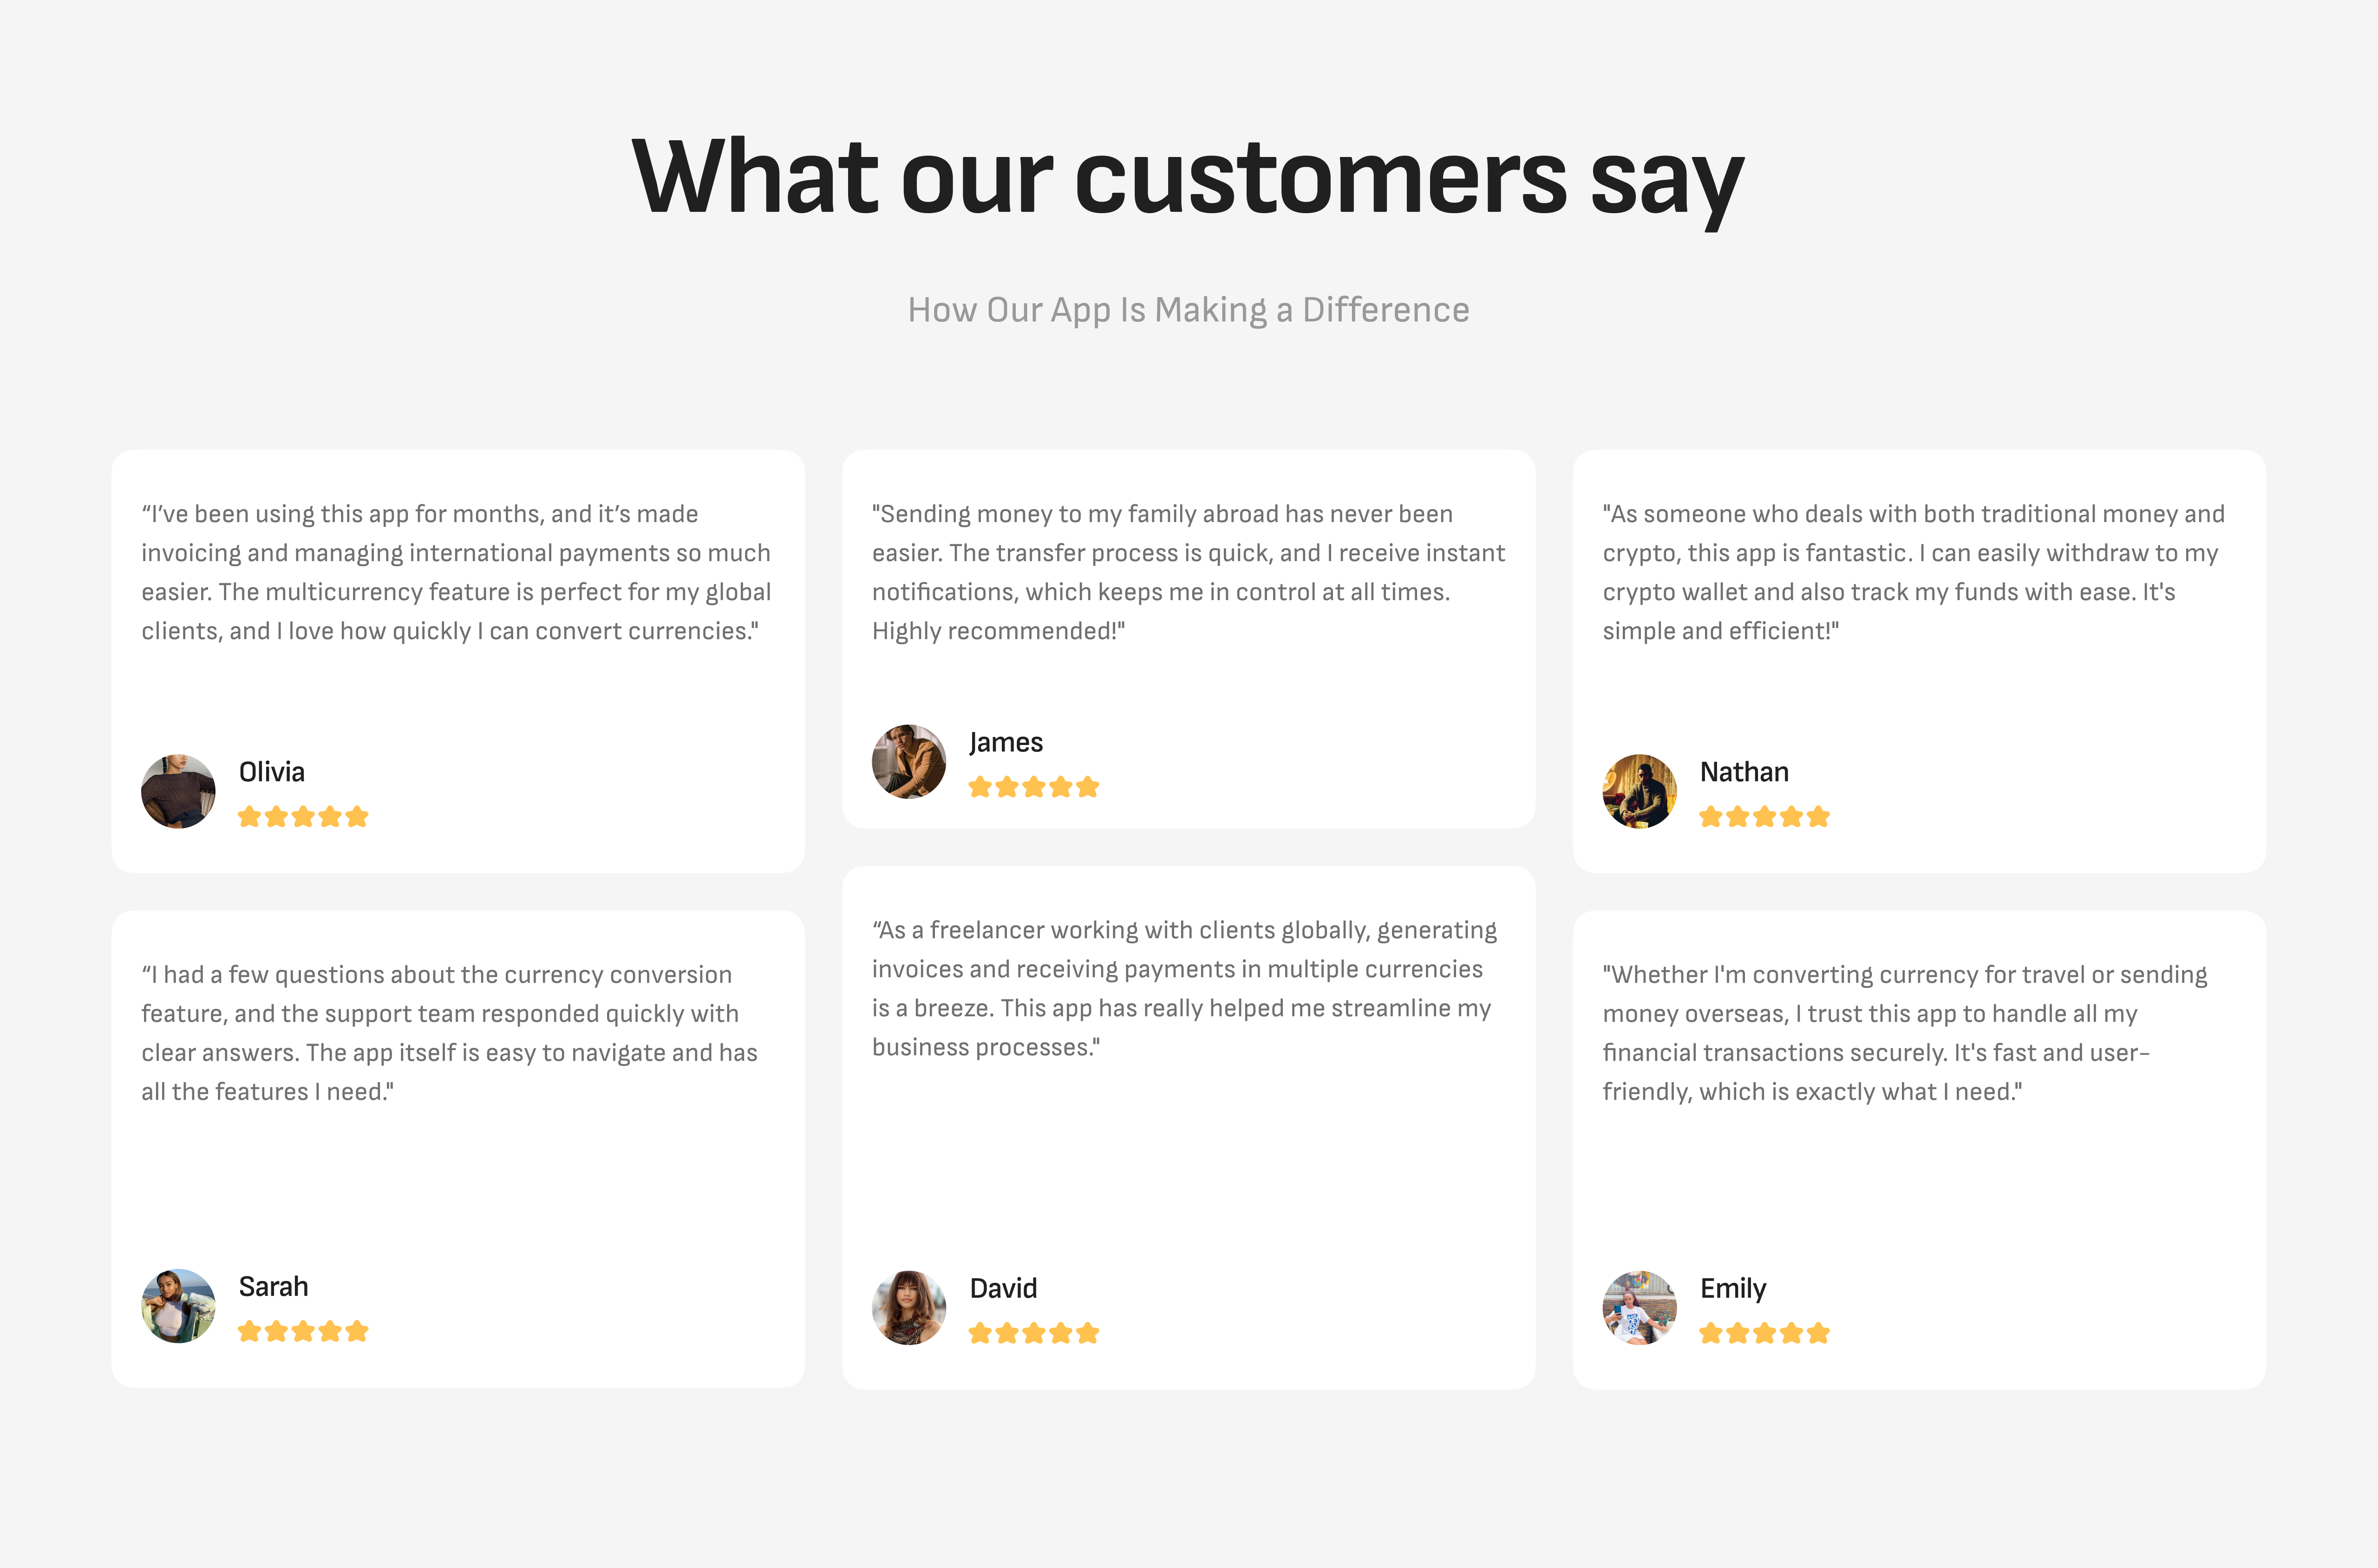 What our customers say
How Our App Is Making a Difference
“I’ve been using this app for months, and it’s made
invoicing and managing international payments so much
easier. The multicurrency feature is perfect for my global
clients, and I love how quickly I can convert currencies."
Olivia
"Sending money to my family abroad has never been
easier. The transfer process is quick, and I receive instant
notifications, which keeps me in control at all times.
Highly recommended!"
James
"As someone who deals with both traditional money and
crypto, this app is fantastic. I can easily withdraw to my
crypto wallet and also track my funds with ease. It's
simple and efficient!"
Nathan
“I had a few questions about the currency conversion
feature, and the support team responded quickly with
clear answers. The app itself is easy to navigate and has
all the features I need."
Sarah
“As a freelancer working with clients globally, generating
invoices and receiving payments in multiple currencies
is a breeze. This app has really helped me streamline my
business processes."
David
"Whether I'm converting currency for travel or sending
money overseas, I trust this app to handle all my
financial transactions securely. It's fast and user-
friendly, which is exactly what I need."
Emily